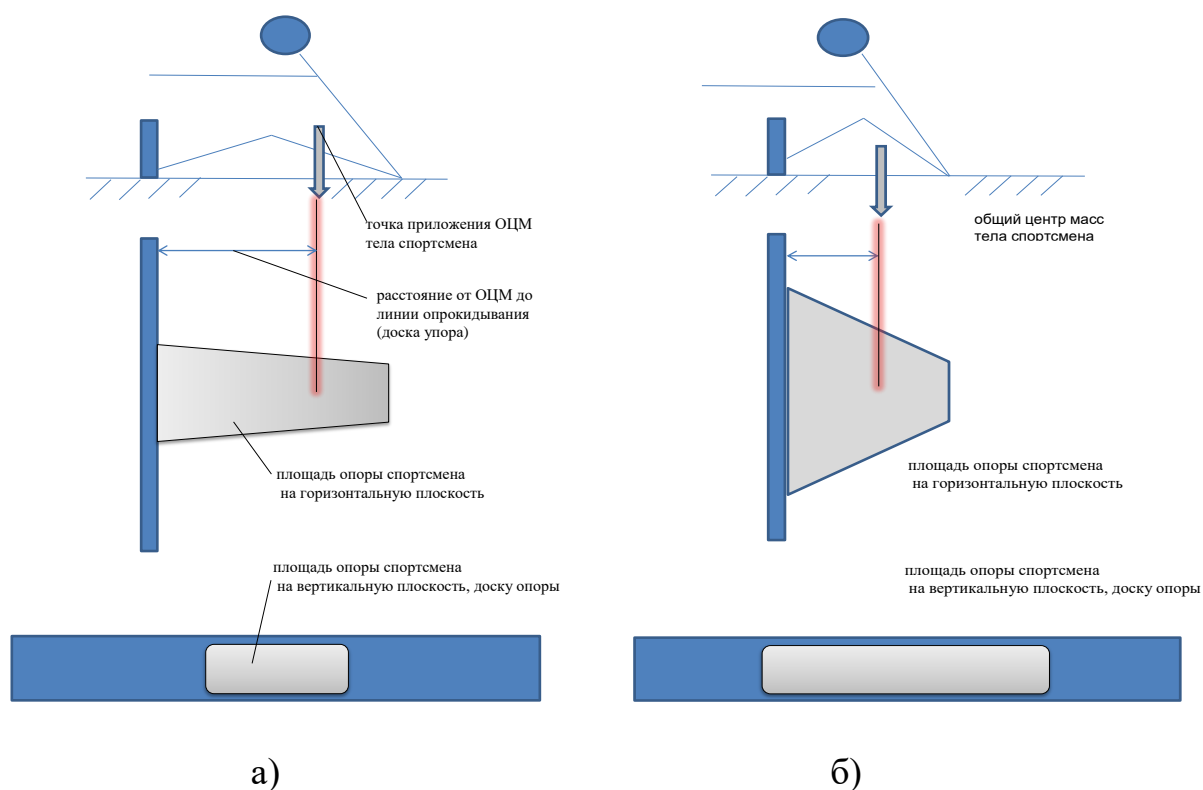 точка приложения ОЦМ
тела спортсмена
расстояние от ОЦМ до
линии опрокидывания
(доска упора)
площадь опоры спортсмена
на горизонтальную плоскость
площадь опоры спортсмена
на вертикальную плоскость, доску опоры
а)
общий центр масс
тела спортсмена
площадь опоры спортсмена
на горизонтальную плоскость
площадь опоры спортсмена
на вертикальную плоскость, доску опоры
б)